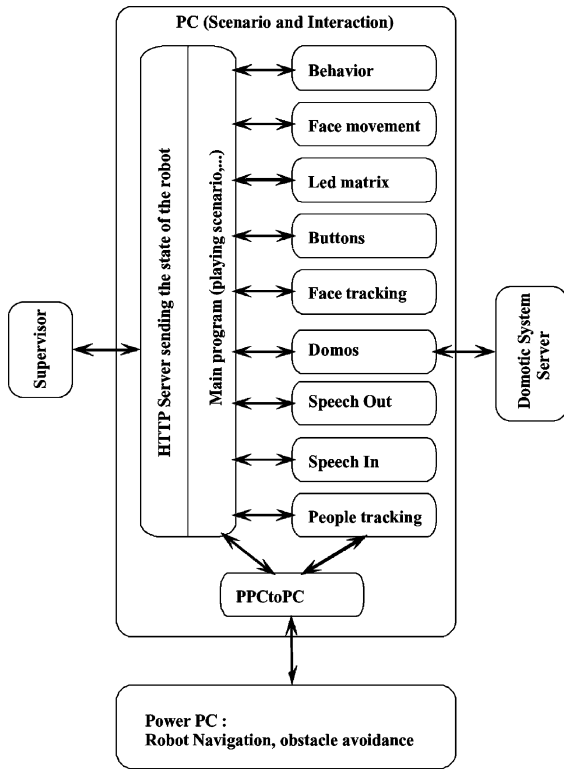 PC (Scenario and Interaction)
HTTP Server sending the state of the robot
Main program (playing scenario,...)
Behavior
Face movement
Led matrix
Buttons
Face tracking
Domos
Speech Out
Speech In
People tracking
Supervisor
Domotic System
Server
PPCtoPC
Power PC :
Robot Navigation, obstacle avoidance